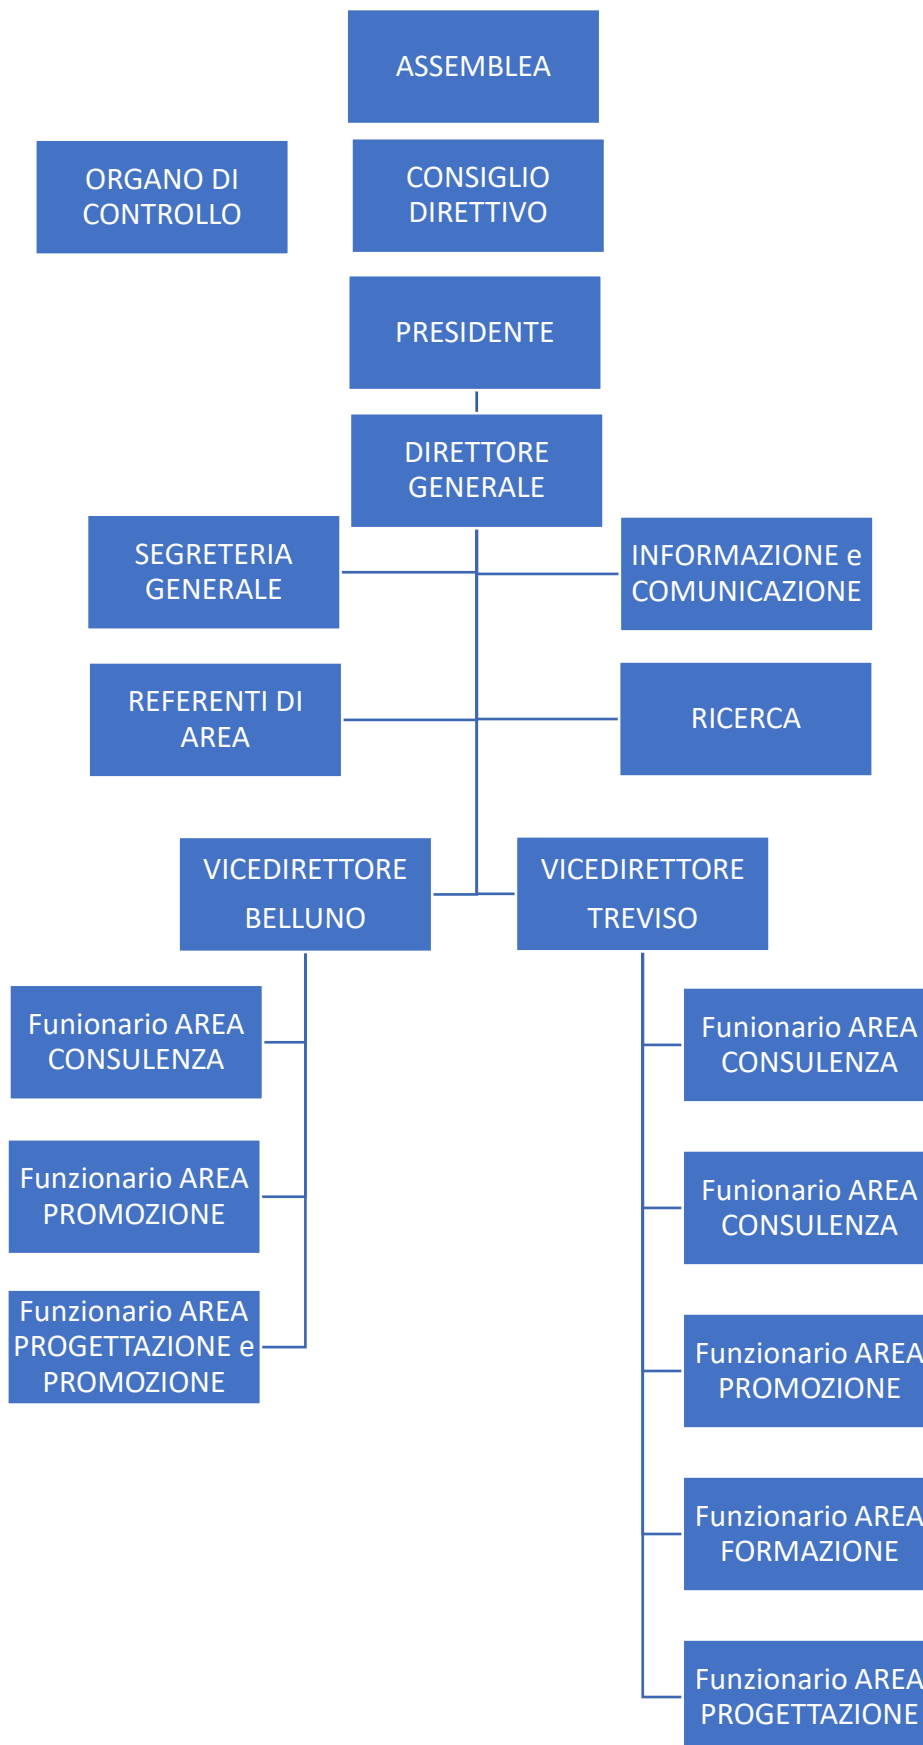 ASSEMBLEA
ORGANO DI
CONTROLLO
CONSIGLIO
DIRETTIVO
PRESIDENTE
DIRETTORE
GENERALE
SEGRETERIA
GENERALE
INFORMAZIONE e
COMUNICAZIONE
REFERENTI DI
AREA
RICERCA
VICEDIRETTORE
BELLUNO
VICEDIRETTORE
TREVISO
Funionario AREA
CONSULENZA
Funzionario AREA
PROMOZIONE
Funzionario AREA
PROGETTAZIONE e
PROMOZIONE
Funionario AREA
CONSULENZA
Funionario AREA
CONSULENZA
Funzionario AREA
PROMOZIONE
Funzionario AREA
FORMAZIONE
Funzionario AREA
PROGETTAZIONE